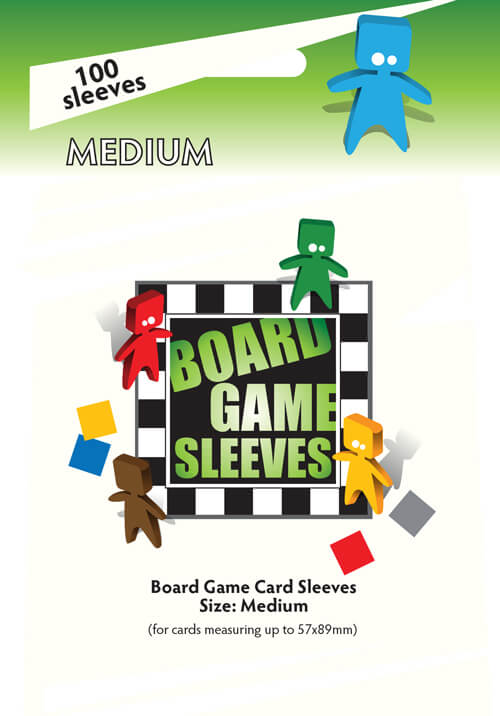 100
sleeves
MEDIUM
BOARD
GAME
SLEEVES
Board Game Card Sleeves
Size: Medium
(for cards measuring up to 57x89mm)